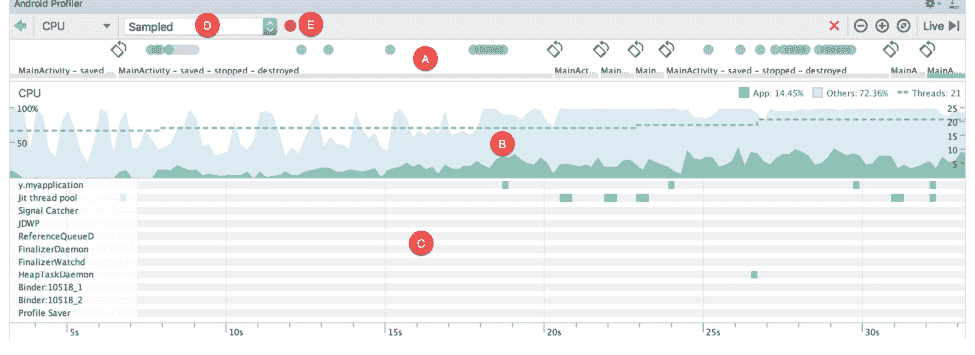 Android Profiler
CPU Sampled D E Live
A
MainActivity - saved ... MainActivity - saved - stopped - destroyed MainAct... Main... Main... MainActivity - saved - stopped - destroyed MainA... MainA...
CPU App: 14.45% Others: 72.36% Threads: 21
100% 25
20
50 B 15
10
5
y.myapplication
Jit thread pool
Signal Catcher
JDWP
ReferenceQueueD C
FinalizerDaemon
FinalizerWatchd
HeapTaskDaemon
Binder:10518_1
Binder:10518_2
Profile Saver
5s 10s 15s 20s 25s 30s